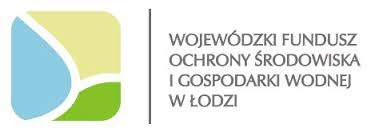 WOJEWÓDZKI FUNDUSZ
OCHRONY ŚRODOWISKA
I GOSPODARKI WODNEJ
W ŁODZI